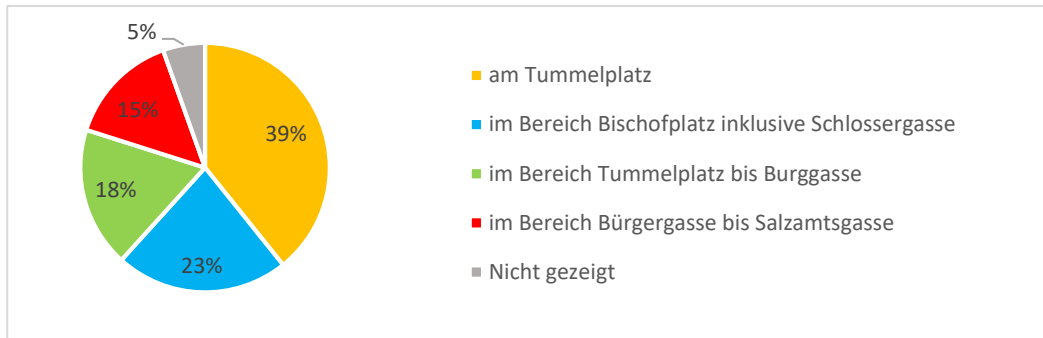 5%
15%
39%
18%
23%
am Tummelplatz
im Bereich Bischofplatz inklusive Schlossergasse
im Bereich Tummelplatz bis Burggasse
im Bereich Bürgergasse bis Salzamtsgasse
Nicht gezeigt